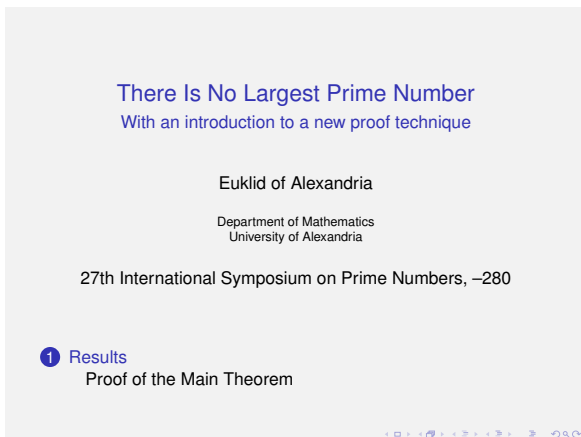 There Is No Largest Prime Number
With an introduction to a new proof technique
Euklid of Alexandria
Department of Mathematics
University of Alexandria
27th International Symposium on Prime Numbers, –280
1 Results
Proof of the Main Theorem